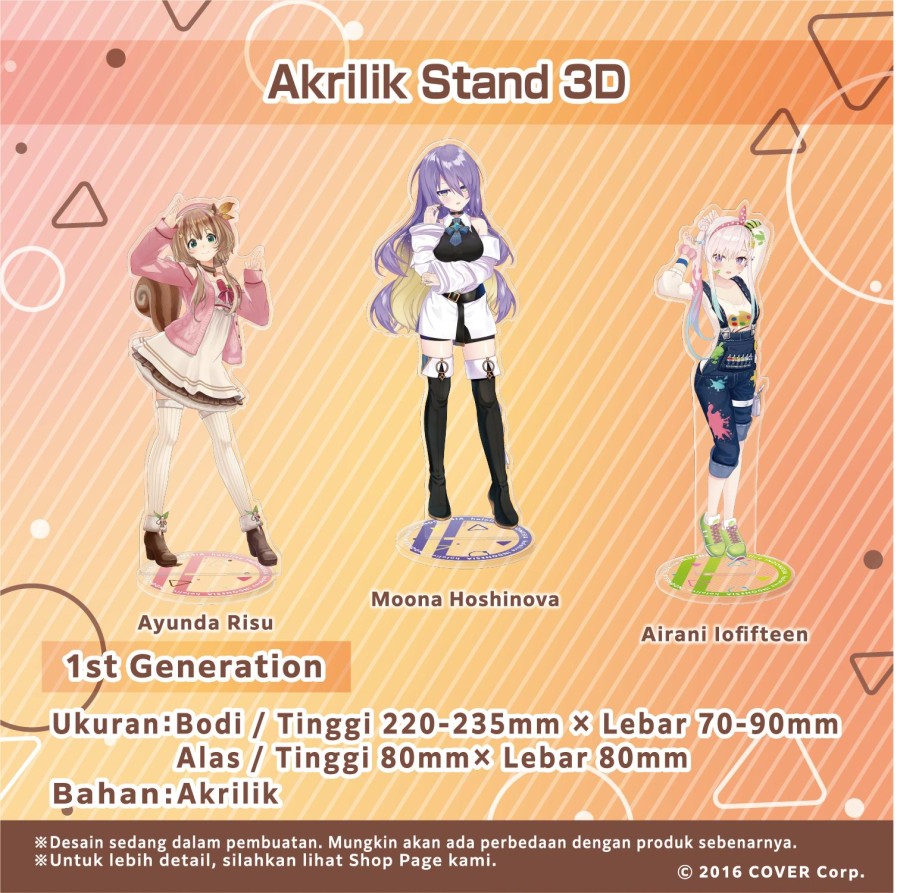 Akrilik Stand 3D
Ayunda Risu
Moona Hoshinova
Airani Iofifteen
1st Generation
Ukuran:Bodi / Tinggi 220-235mm × Lebar 70-90mm
Alas / Tinggi 80mm× Lebar 80mm
Bahan:Akrilik
※Desain sedang dalam pembuatan. Mungkin akan ada perbedaan dengan produk sebenarnya.
※Untuk lebih detail, silahkan lihat Shop Page kami.
© 2016 COVER Corp.